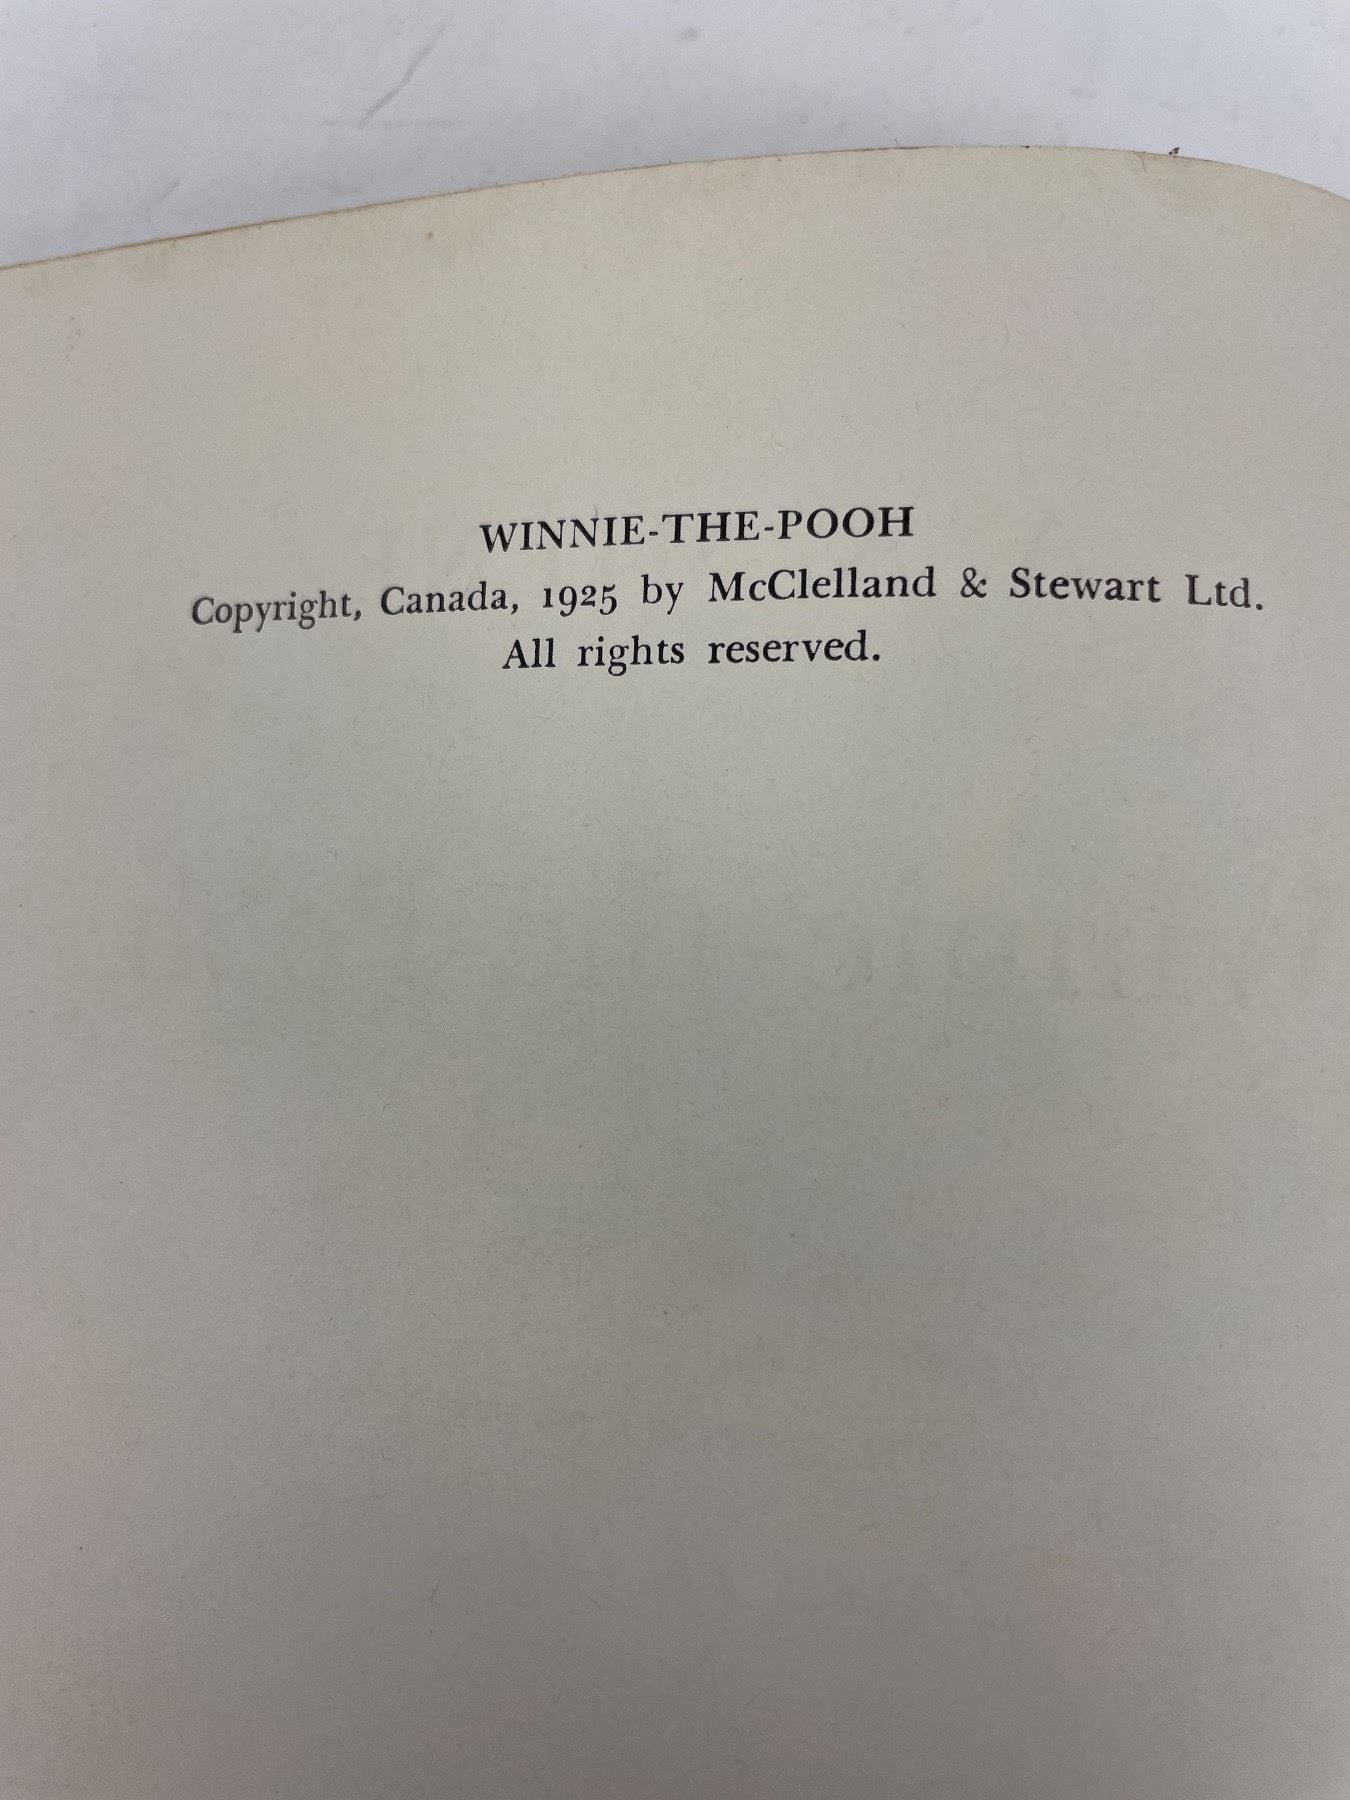 WINNIE-THE-POOH
Copyright, Canada, 1925 by McClelland & Stewart Ltd.
All rights reserved.